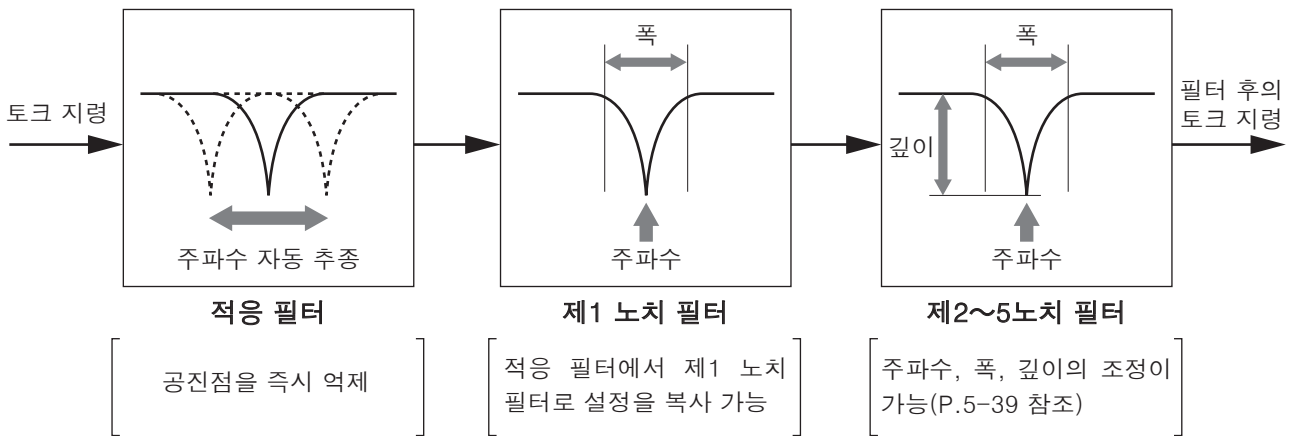 토크 지령
주파수 자동 추종
적응 필터
공진점을 즉시 억제
폭
주파수
제1 노치 필터
적응 필터에서 제1 노치
필터로 설정을 복사 가능
폭
깊이
주파수
제2~5노치 필터
주파수, 폭, 깊이의 조정이
가능(P.5-39 참조)
필터 후의
토크 지령